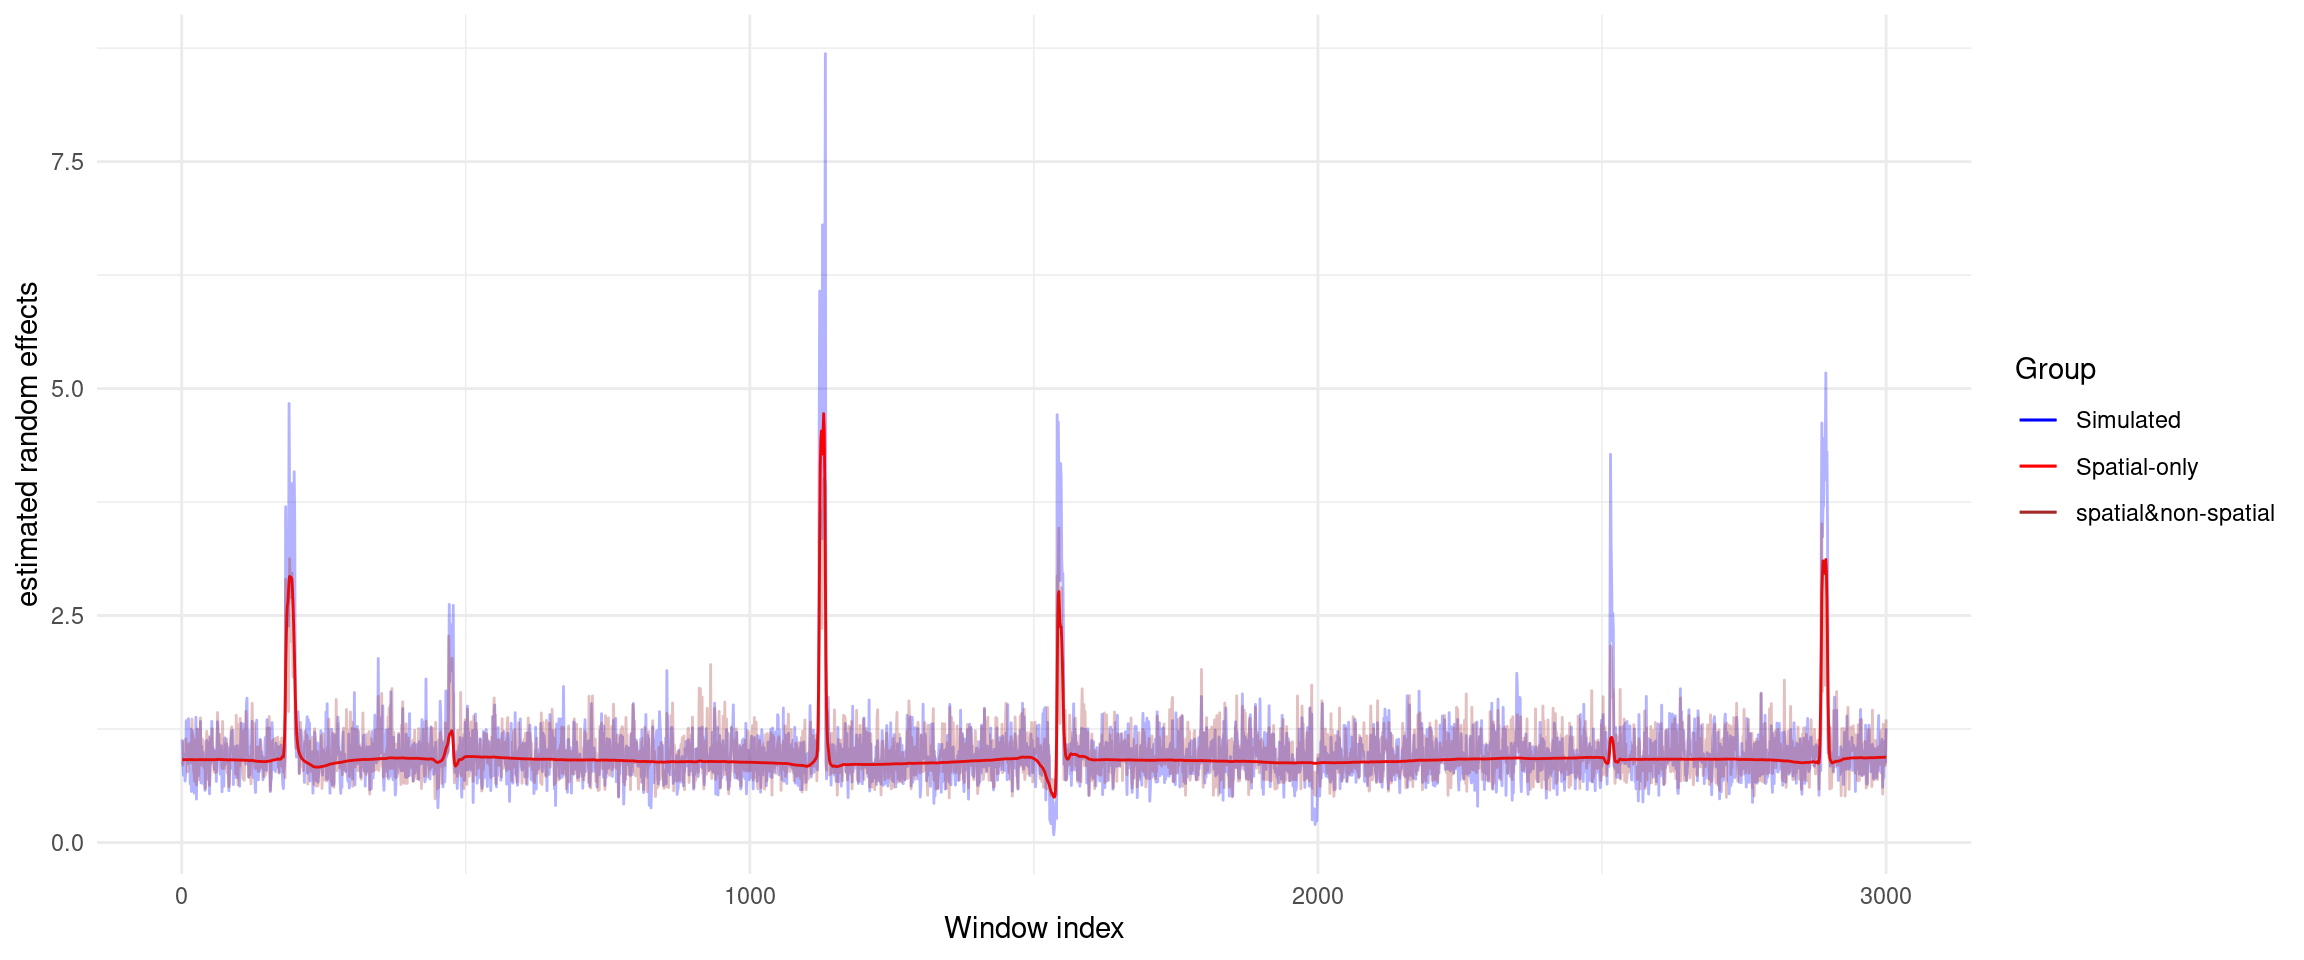 7.5
5.0
2.5
0.0
estimated random effects
0
1000
2000
3000
Window index
Group
Simulated
Spatial-only
spatial&non-spatial